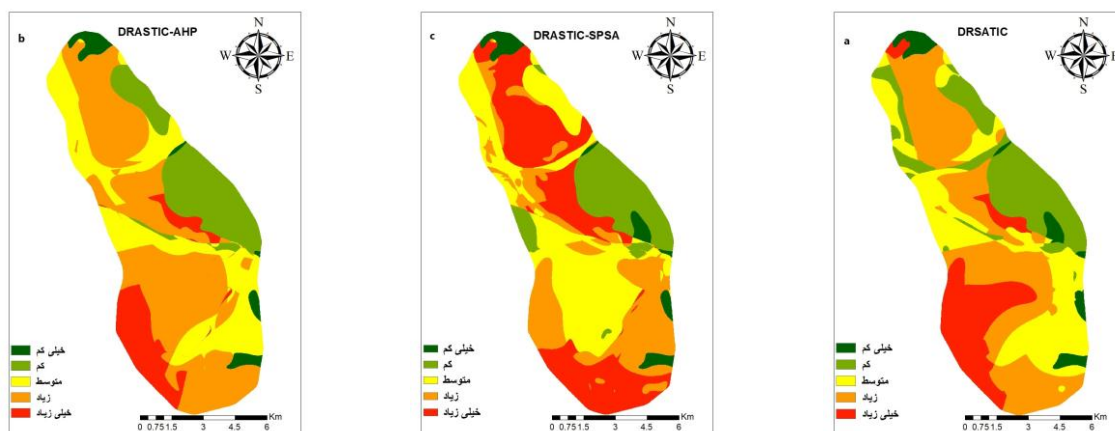 b
DRASTIC-AHP
N
W
E
S
خیلی کم
کم
متوسط
زیاد
خیلی زیاد
Km
0 0.75 1.5 3 4.5 6
c
DRASTIC-SPSA
N
W
E
S
خیلی کم
کم
متوسط
زیاد
خیلی زیاد
Km
0 0.75 1.5 3 4.5 6
a
DRSATIC
N
W
E
S
خیلی کم
کم
متوسط
زیاد
خیلی زیاد
Km
0 0.75 1.5 3 4.5 6